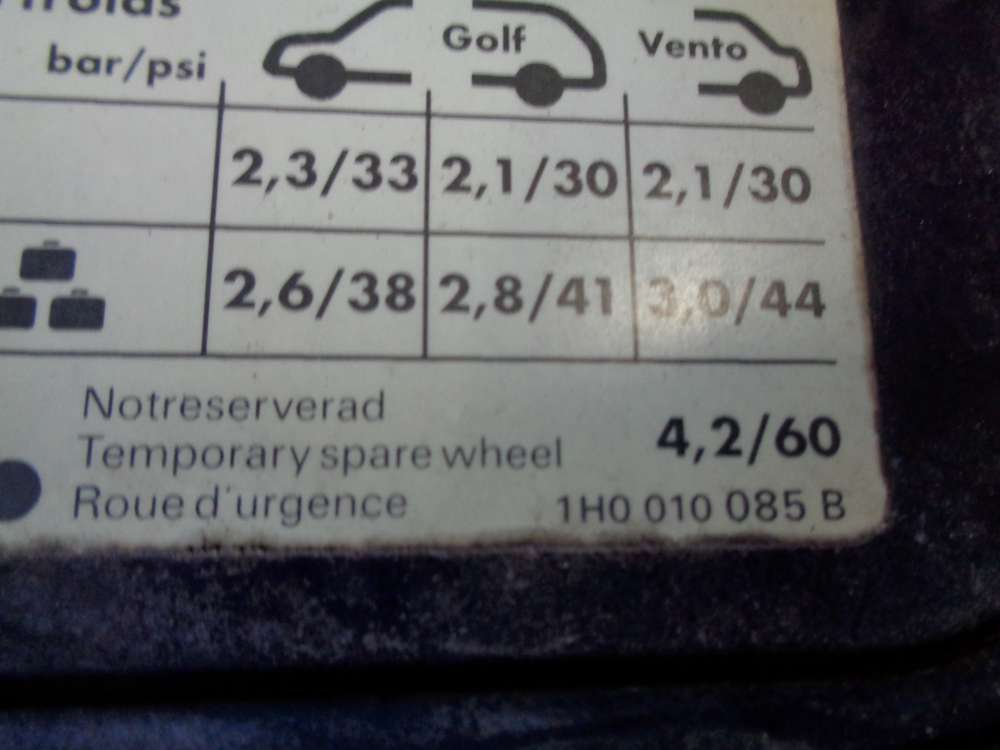 froids
bar/psi Golf Vento
2,3/33 2,1/30 2,1/30
2,6/38 2,8/41 3,0/44
Notreserverad
Temporary spare wheel 4,2/60
Roue d'urgence 1H0 010 085 B